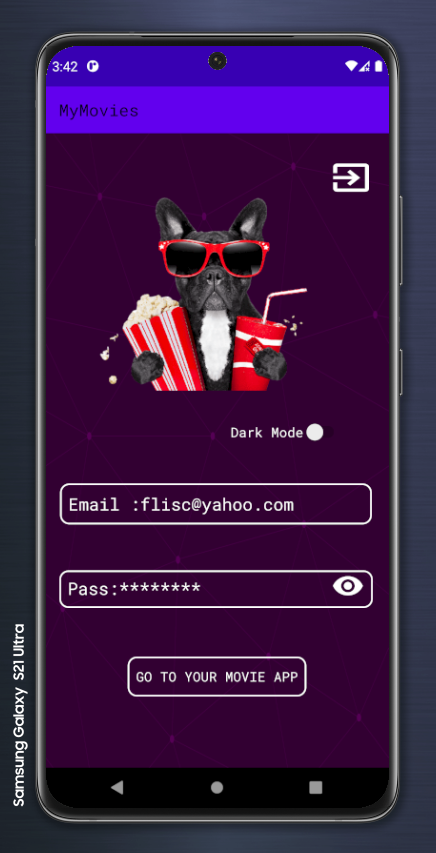 3:42
MyMovies
Dark Mode
Email :flisc@yahoo.com
Pass:********
GO TO YOUR MOVIE APP
Samsung Galaxy S21 Ultra